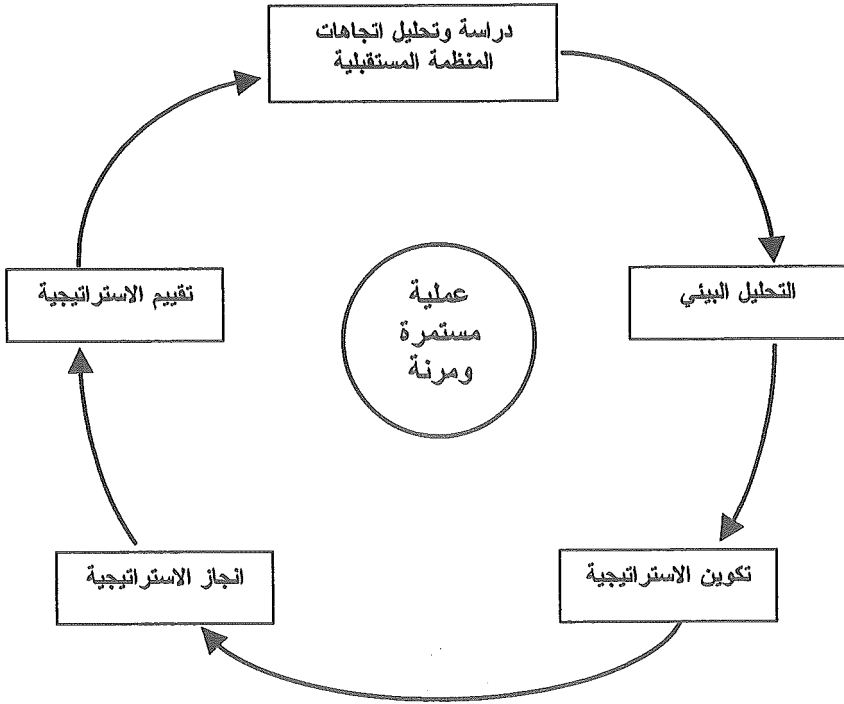 دراسة وتحليل اتجاهات
المنظمة المستقبلية
التحليل البيئي
تكوين الاستراتيجية
انجاز الاستراتيجية
تقييم الاستراتيجية
عملية
مستمرة
ومرنة